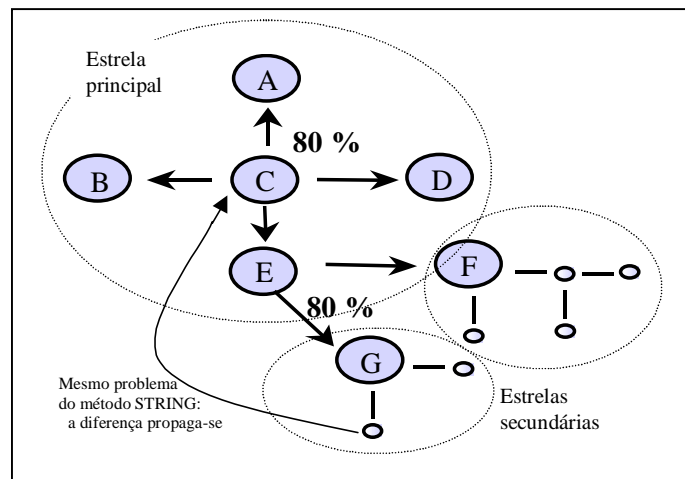 Estrela
principal
A
80 %
B
C
D
E
F
80 %
G
Mesmo problema
do método STRING:
a diferença propaga-se
Estrelas
secundárias